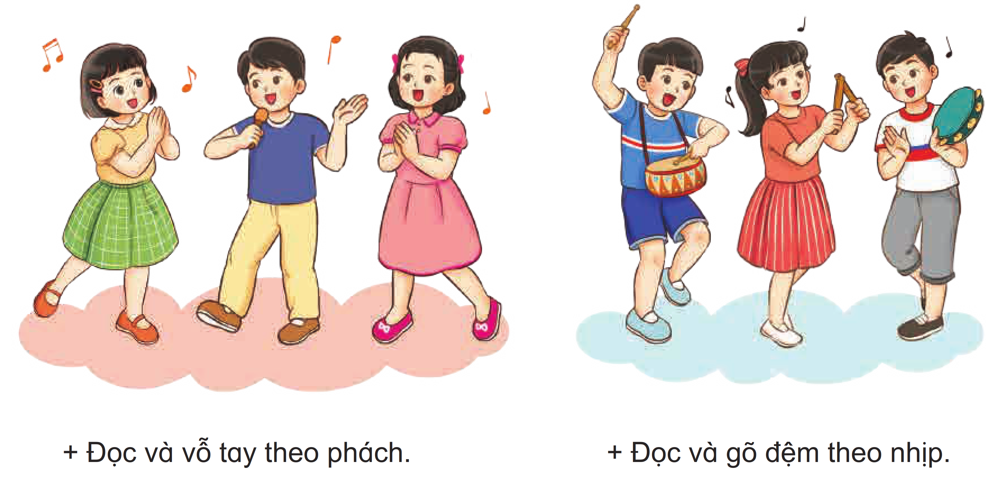 + Đọc và vỗ tay theo phách.
+ Đọc và gõ đệm theo nhịp.